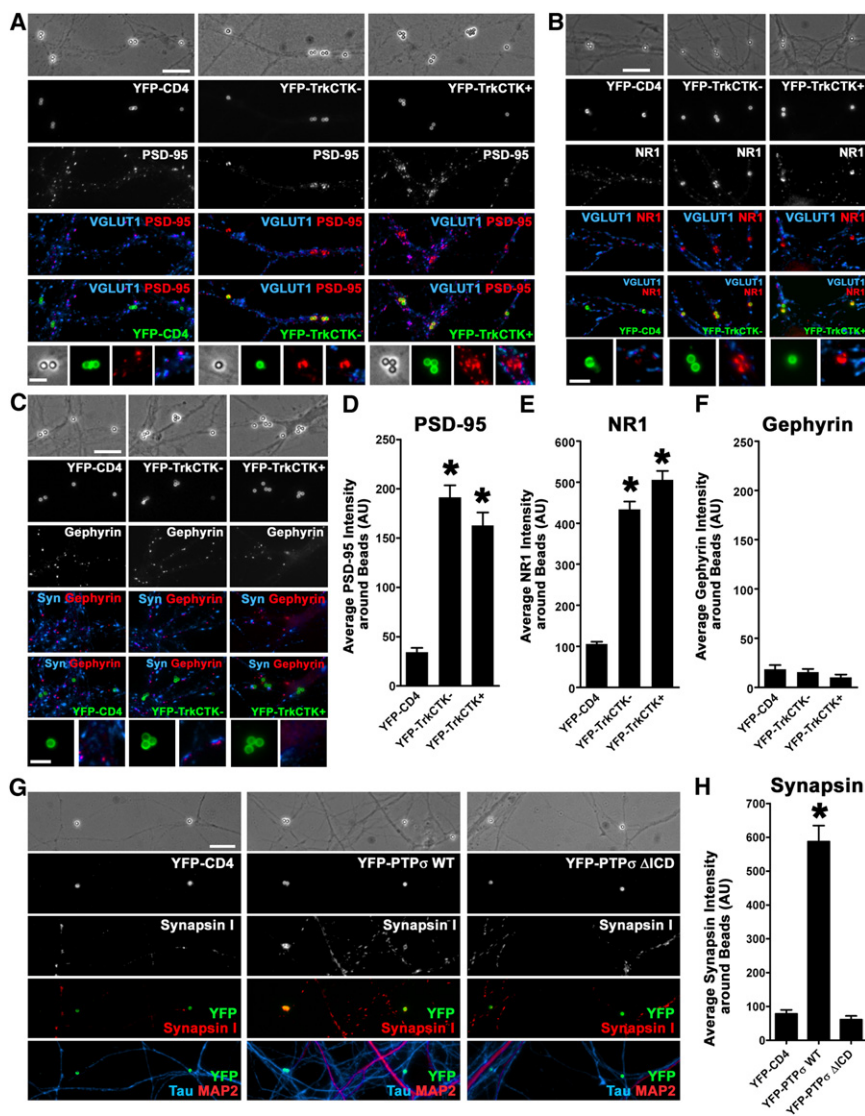 A
YFP-CD4 YFP-TrkCTK- YFP-TrkCTK+
PSD-95 PSD-95 PSD-95
VGLUT1 PSD-95 VGLUT1 PSD-95 VGLUT1 PSD-95
VGLUT1 PSD-95 VGLUT1 PSD-95 VGLUT1 PSD-95
YFP-CD4 YFP-TrkCTK- YFP-TrkCTK+
B
YFP-CD4 YFP-TrkCTK- YFP-TrkCTK+
NR1 NR1 NR1
VGLUT1 NR1 VGLUT1 NR1 VGLUT1 NR1
VGLUT1 VGLUT1 VGLUT1
NR1 NR1 NR1
YFP-CD4 YFP-TrkCTK- YFP-TrkCTK+
C
YFP-CD4 YFP-TrkCTK- YFP-TrkCTK+
Gephyrin Gephyrin Gephyrin
Syn Gephyrin Syn Gephyrin Syn Gephyrin
Syn Gephyrin Syn Gephyrin Syn Gephyrin
YFP-CD4 YFP-TrkCTK- YFP-TrkCTK+
D
PSD-95
Average PSD-95 Intensity
around Beads (AU)
250
200
150
100
50
0
* *
YFP-CD4
YFP-TrkCTK-
YFP-TrkCTK+
E
NR1
Average NR1 Intensity
around Beads (AU)
600
500
400
300
200
100
0
* *
YFP-CD4
YFP-TrkCTK-
YFP-TrkCTK+
F
Gephyrin
Average Gephyrin Intensity
around Beads (AU)
250
200
150
100
50
0
YFP-CD4
YFP-TrkCTK-
YFP-TrkCTK+
G
YFP-CD4 YFP-PTPσ WT YFP-PTPσ ΔICD
Synapsin I Synapsin I Synapsin I
YFP YFP YFP
Synapsin I Synapsin I Synapsin I
YFP YFP YFP
Tau MAP2 Tau MAP2 Tau MAP2
H
Synapsin
Average Synapsin Intensity
around Beads (AU)
700
600
500
400
300
200
100
0
*
YFP-CD4
YFP-PTPσ WT
YFP-PTPσ ΔICD